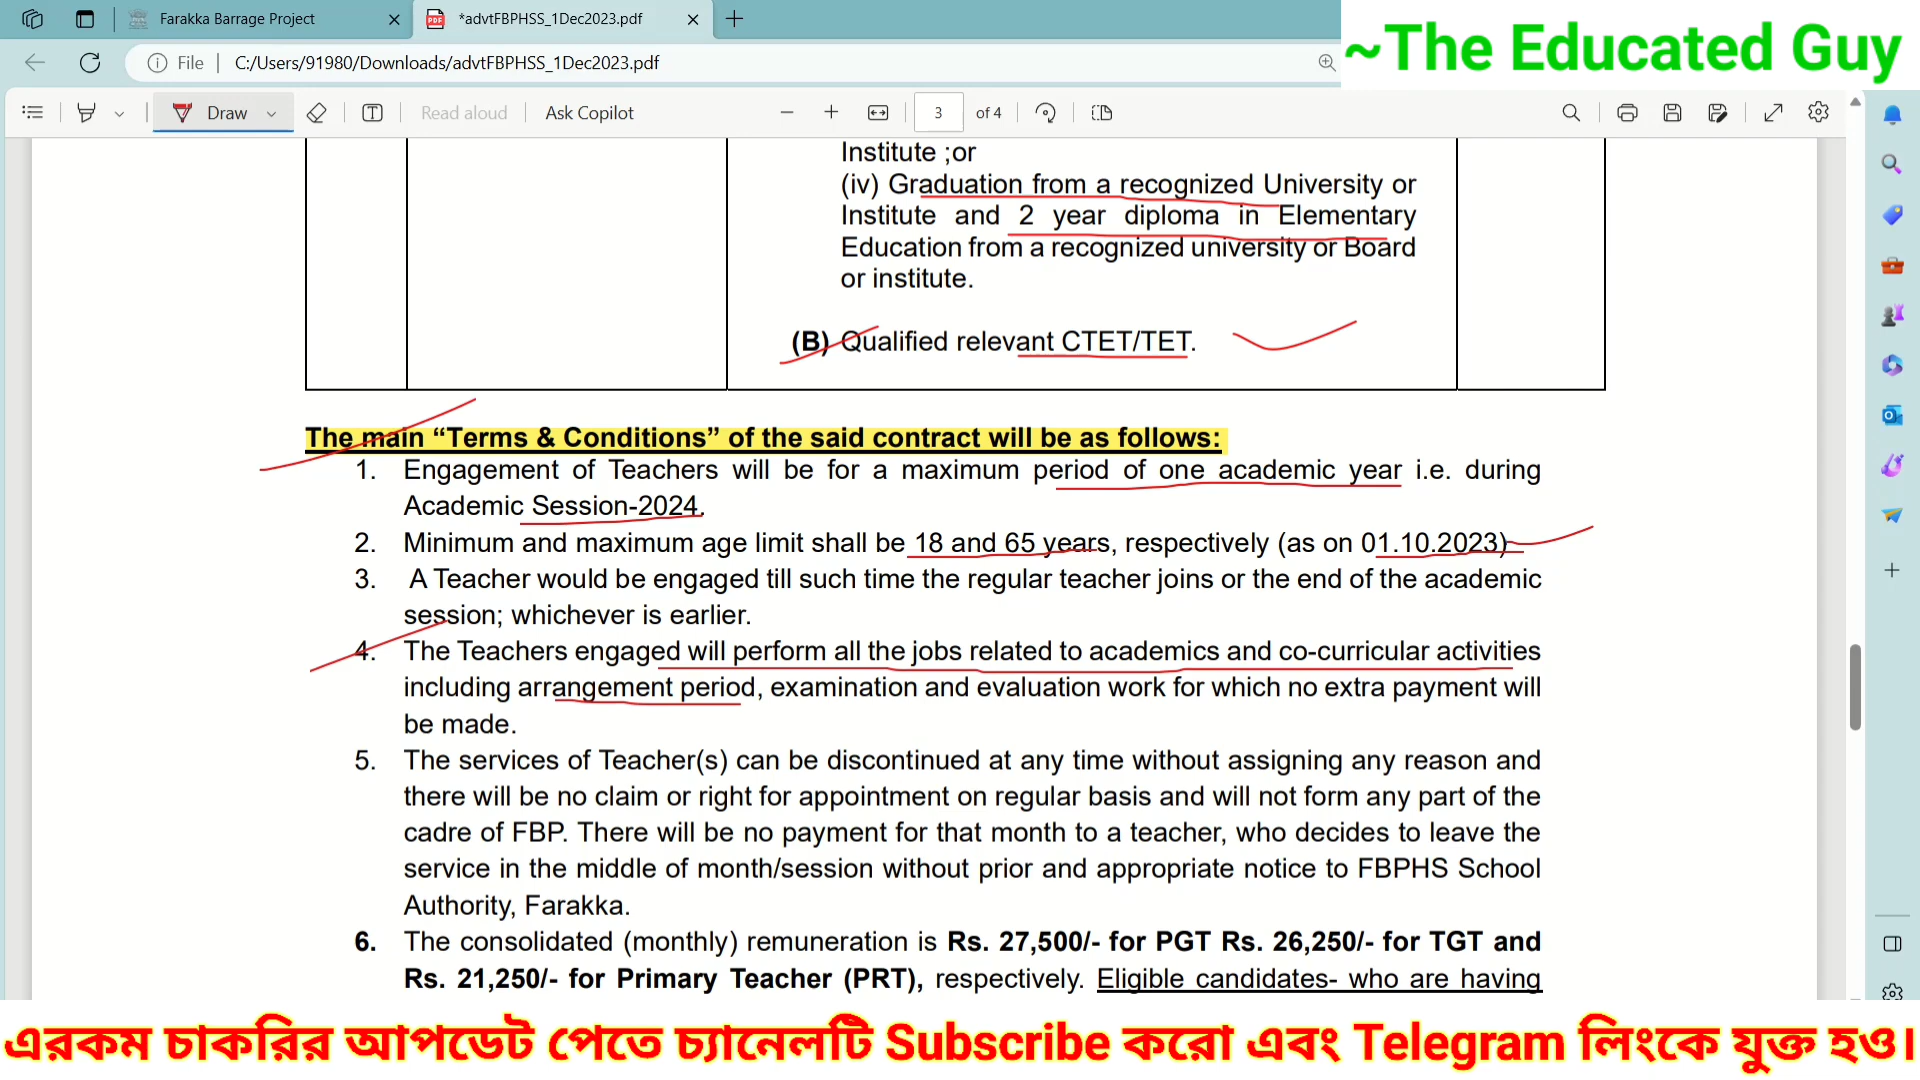 Farakka Barrage Project
*advtFBPHSS_1Dec2023.pdf
~The Educated Guy
File
C:/Users/91980/Downloads/advtFBPHSS_1Dec2023.pdf
Draw
Read aloud
Ask Copilot
3 of 4
Institute ;or
(iv) Graduation from a recognized University or
Institute and 2 year diploma in Elementary
Education from a recognized university or Board
or institute.
(B) Qualified relevant CTET/TET.
The main “Terms & Conditions” of the said contract will be as follows:
1. Engagement of Teachers will be for a maximum period of one academic year i.e. during
Academic Session-2024.
2. Minimum and maximum age limit shall be 18 and 65 years, respectively (as on 01.10.2023)
3. A Teacher would be engaged till such time the regular teacher joins or the end of the academic
session; whichever is earlier.
4. The Teachers engaged will perform all the jobs related to academics and co-curricular activities
including arrangement period, examination and evaluation work for which no extra payment will
be made.
5. The services of Teacher(s) can be discontinued at any time without assigning any reason and
there will be no claim or right for appointment on regular basis and will not form any part of the
cadre of FBP. There will be no payment for that month to a teacher, who decides to leave the
service in the middle of month/session without prior and appropriate notice to FBPHS School
Authority, Farakka.
6. The consolidated (monthly) remuneration is Rs. 27,500/- for PGT Rs. 26,250/- for TGT and
Rs. 21,250/- for Primary Teacher (PRT), respectively. Eligible candidates- who are having
এরকম চাকরির আপডেট পেতে চ্যানেলটি Subscribe করো এবং Telegram লিংকে যুক্ত হও।